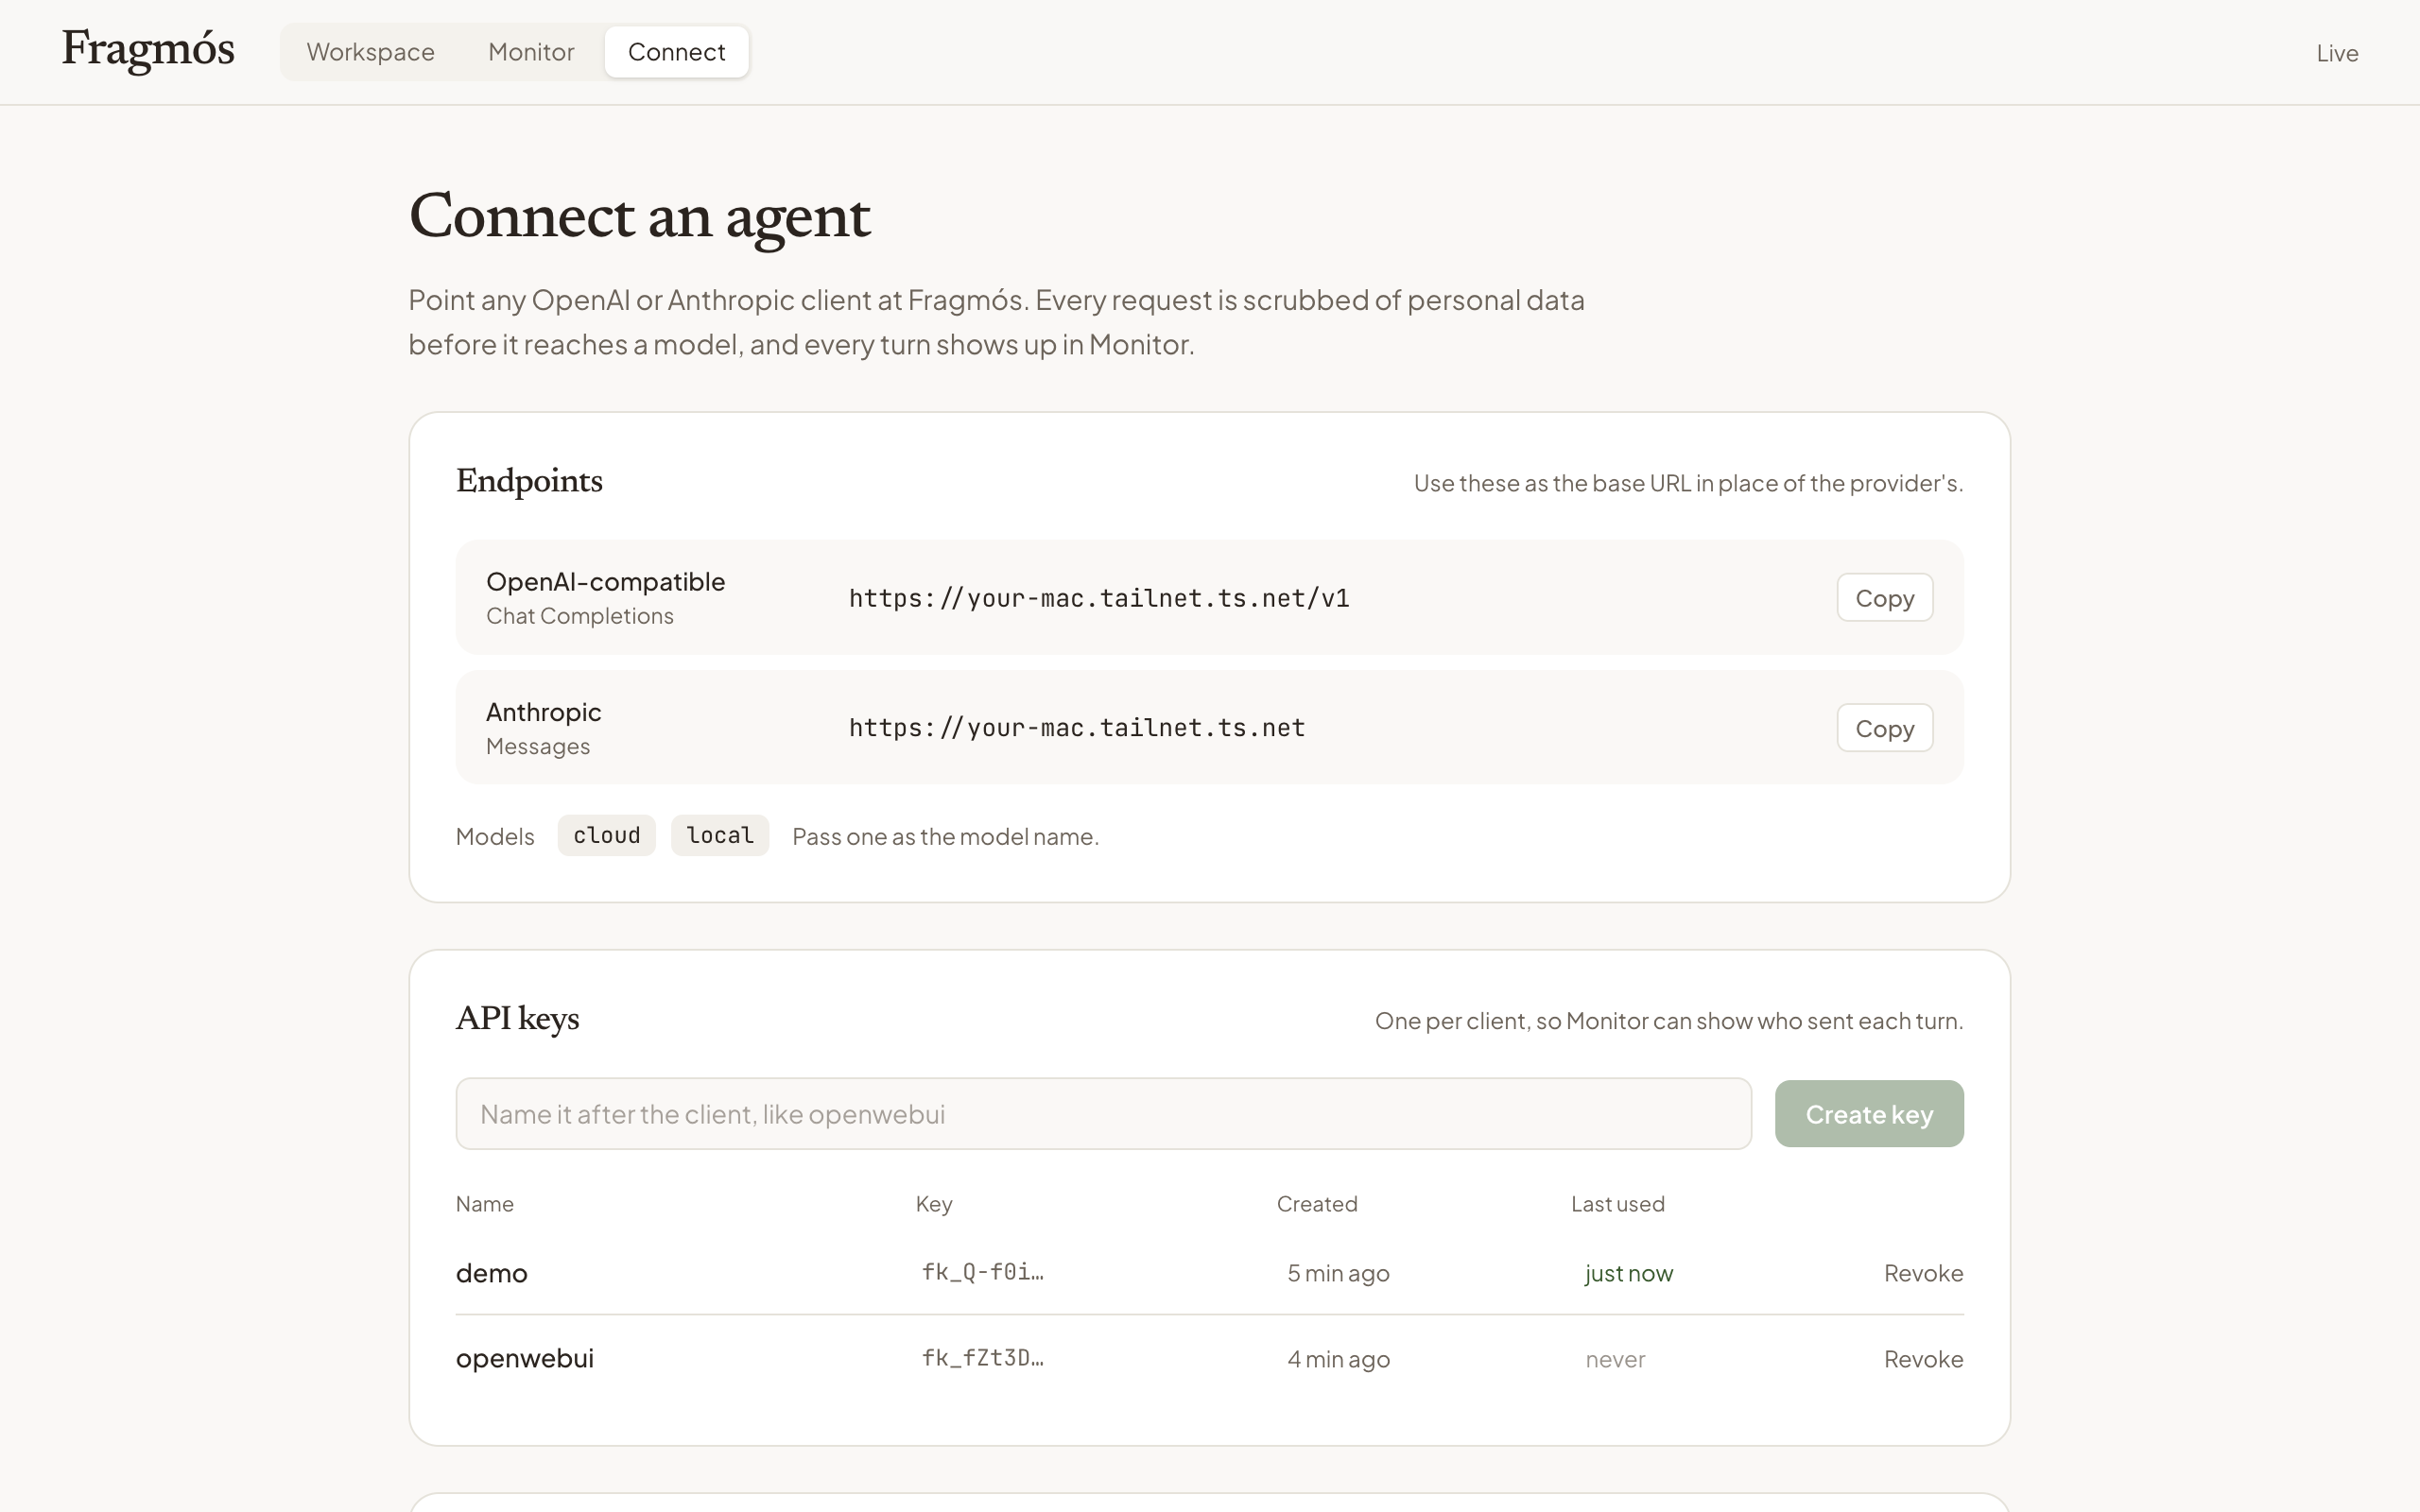 Fragmós
Workspace Monitor Connect
Live
Connect an agent
Point any OpenAI or Anthropic client at Fragmós. Every request is scrubbed of personal data
before it reaches a model, and every turn shows up in Monitor.
Endpoints
Use these as the base URL in place of the provider's.
OpenAI-compatible
Chat Completions
https://your-mac.tailnet.ts.net/v1
Copy
Anthropic
Messages
https://your-mac.tailnet.ts.net
Copy
Models cloud local Pass one as the model name.
API keys
One per client, so Monitor can show who sent each turn.
Name it after the client, like openwebui
Create key
Name Key Created Last used
demo fk_Q-f0i… 5 min ago just now Revoke
openwebui fk_fZt3D… 4 min ago never Revoke